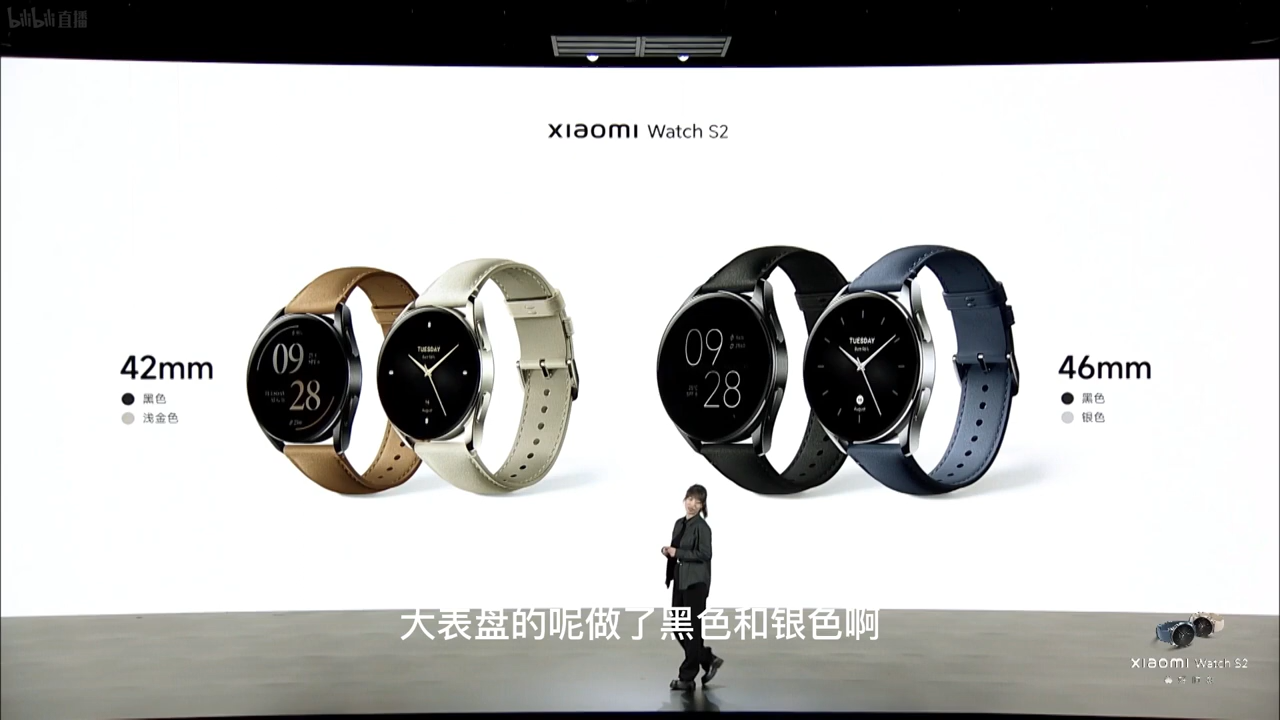 bilibili直播
xiaomi Watch S2
42mm
黑色
浅金色
46mm
黑色
银色
09
28
TUESDAY
August
09
28
TUESDAY
August
大表盘的呢做了黑色和银色啊
xiaomi Watch S2